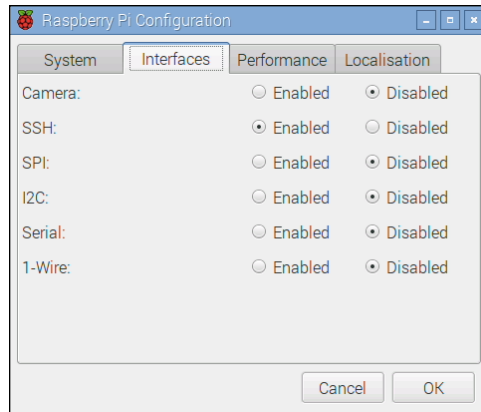 Raspberry Pi Configuration
System Interfaces Performance Localisation
Camera: Enabled Disabled
SSH: Enabled Disabled
SPI: Enabled Disabled
I2C: Enabled Disabled
Serial: Enabled Disabled
1-Wire: Enabled Disabled
Cancel OK